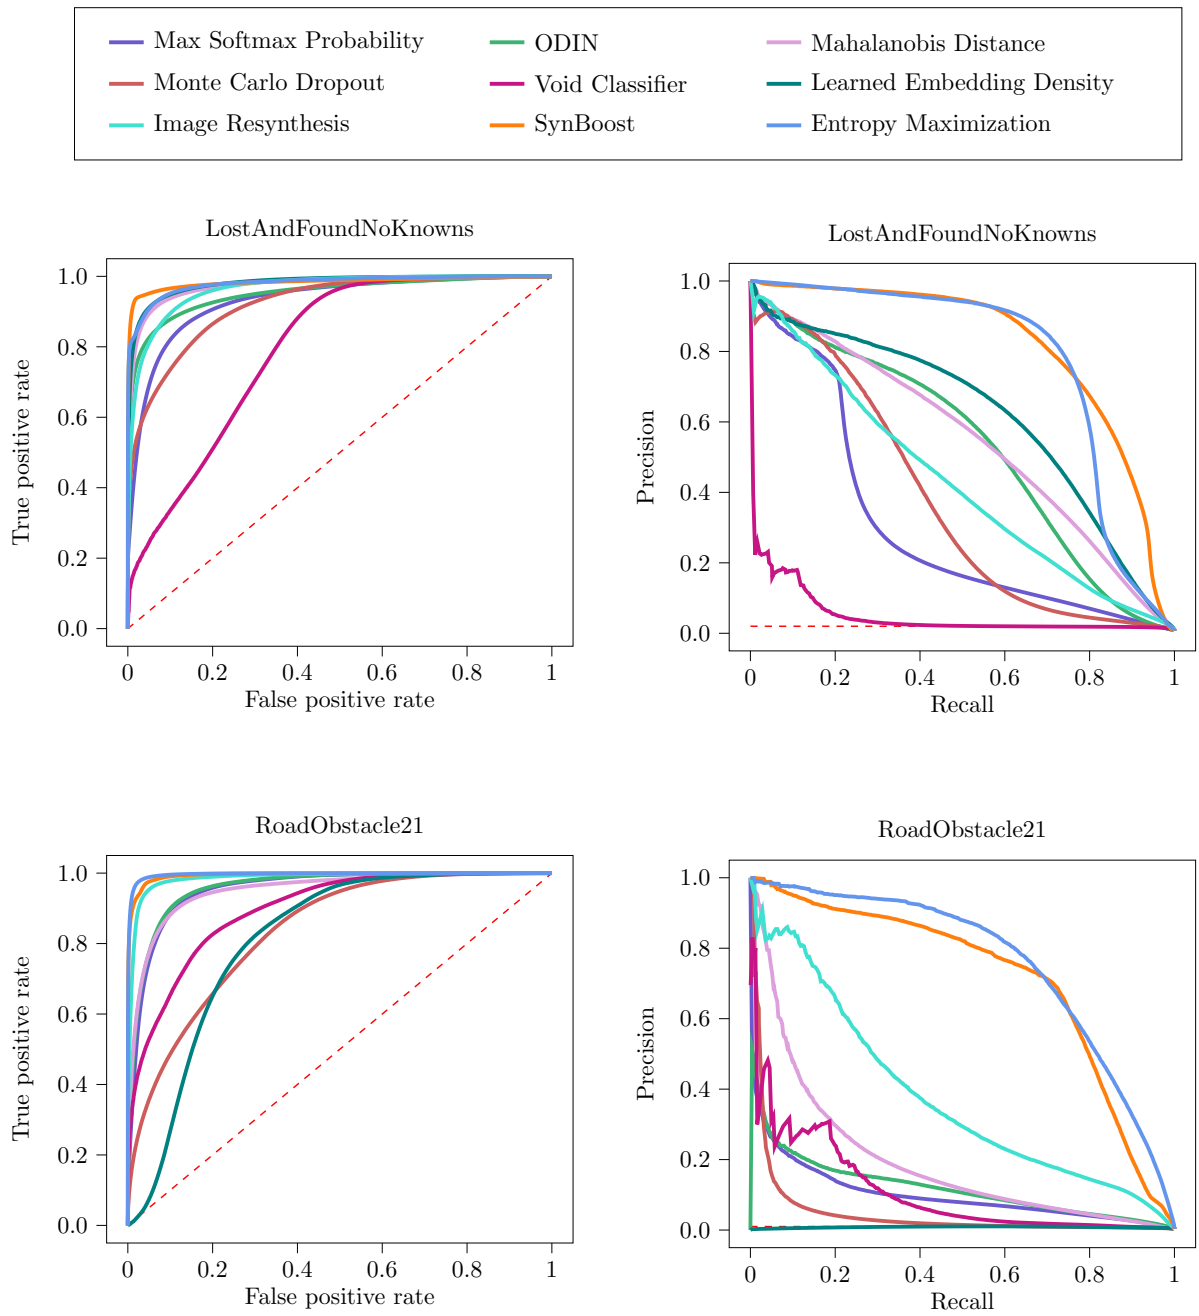 Max Softmax Probability
ODIN
Mahalanobis Distance
Monte Carlo Dropout
Void Classifier
Learned Embedding Density
Image Resynthesis
SynBoost
Entropy Maximization
LostAndFoundNoKnowns
1.0
0.8
0.6
0.4
0.2
0.0
True positive rate
0 0.2 0.4 0.6 0.8 1
False positive rate
LostAndFoundNoKnowns
1.0
0.8
0.6
0.4
0.2
0.0
Precision
0 0.2 0.4 0.6 0.8 1
Recall
RoadObstacle21
1.0
0.8
0.6
0.4
0.2
0.0
True positive rate
0 0.2 0.4 0.6 0.8 1
False positive rate
RoadObstacle21
1.0
0.8
0.6
0.4
0.2
0.0
Precision
0 0.2 0.4 0.6 0.8 1
Recall